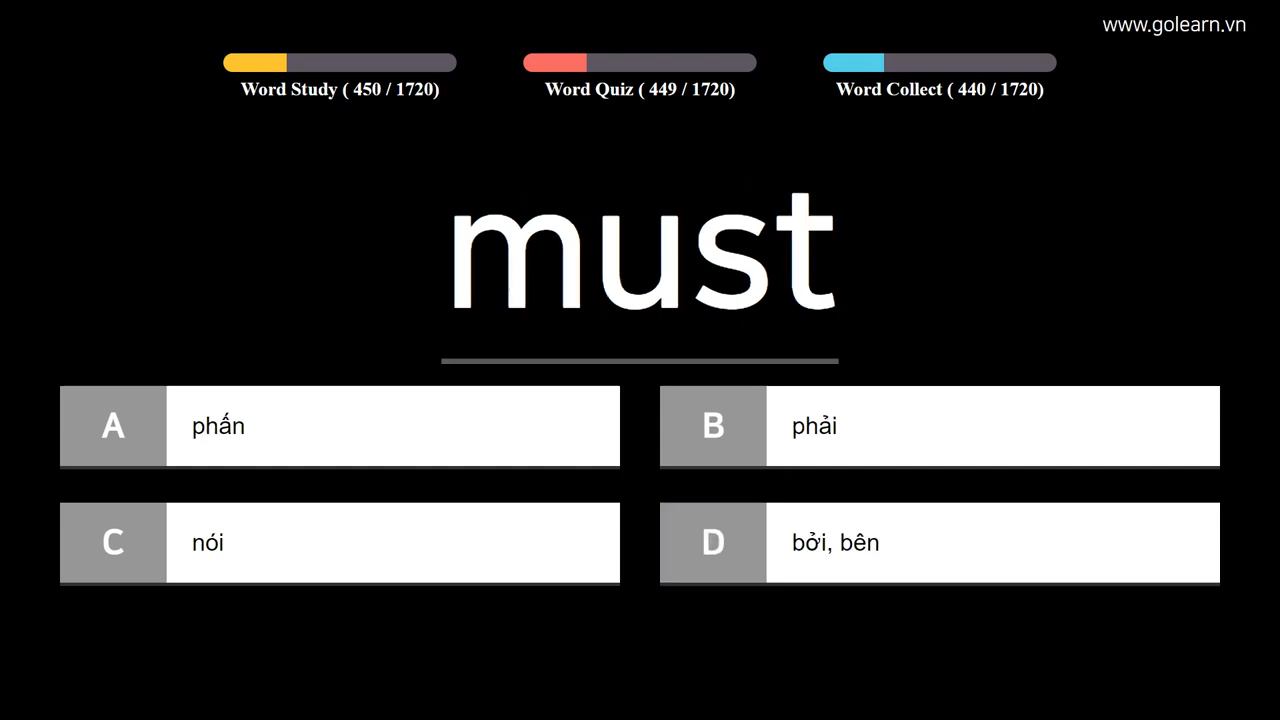 www.golearn.vn
Word Study ( 450 / 1720)
Word Quiz ( 449 / 1720)
Word Collect ( 440 / 1720)
must
A phấn
B phải
C nói
D bởi, bên